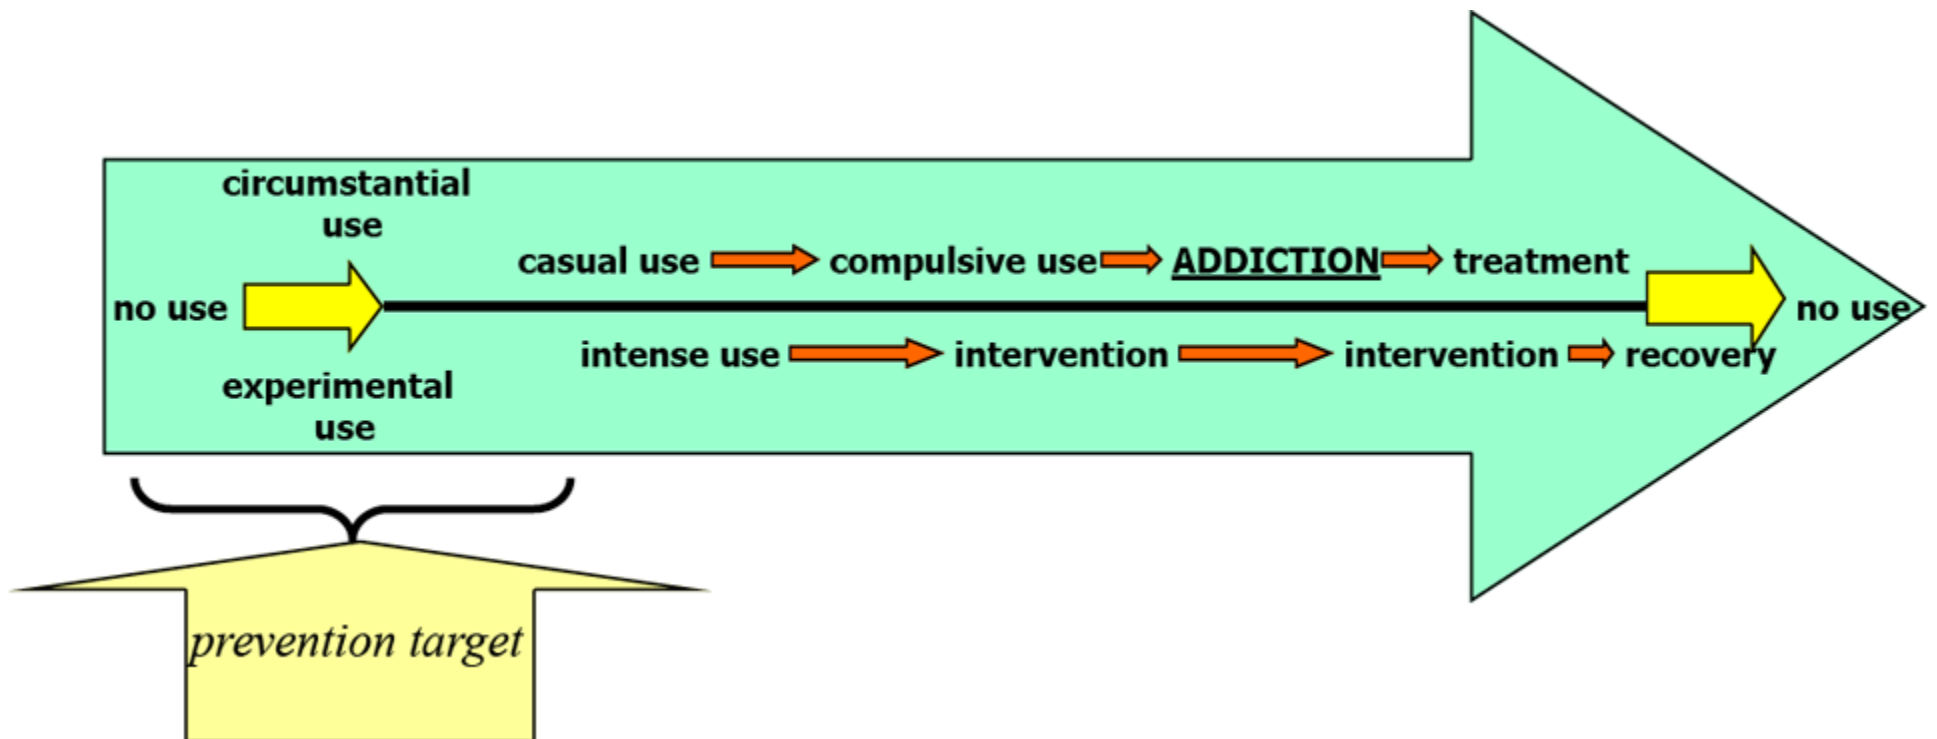 circumstantial
use
casual use compulsive use ADDICTION treatment
no use
no use
intense use intervention intervention recovery
experimental
use
prevention target